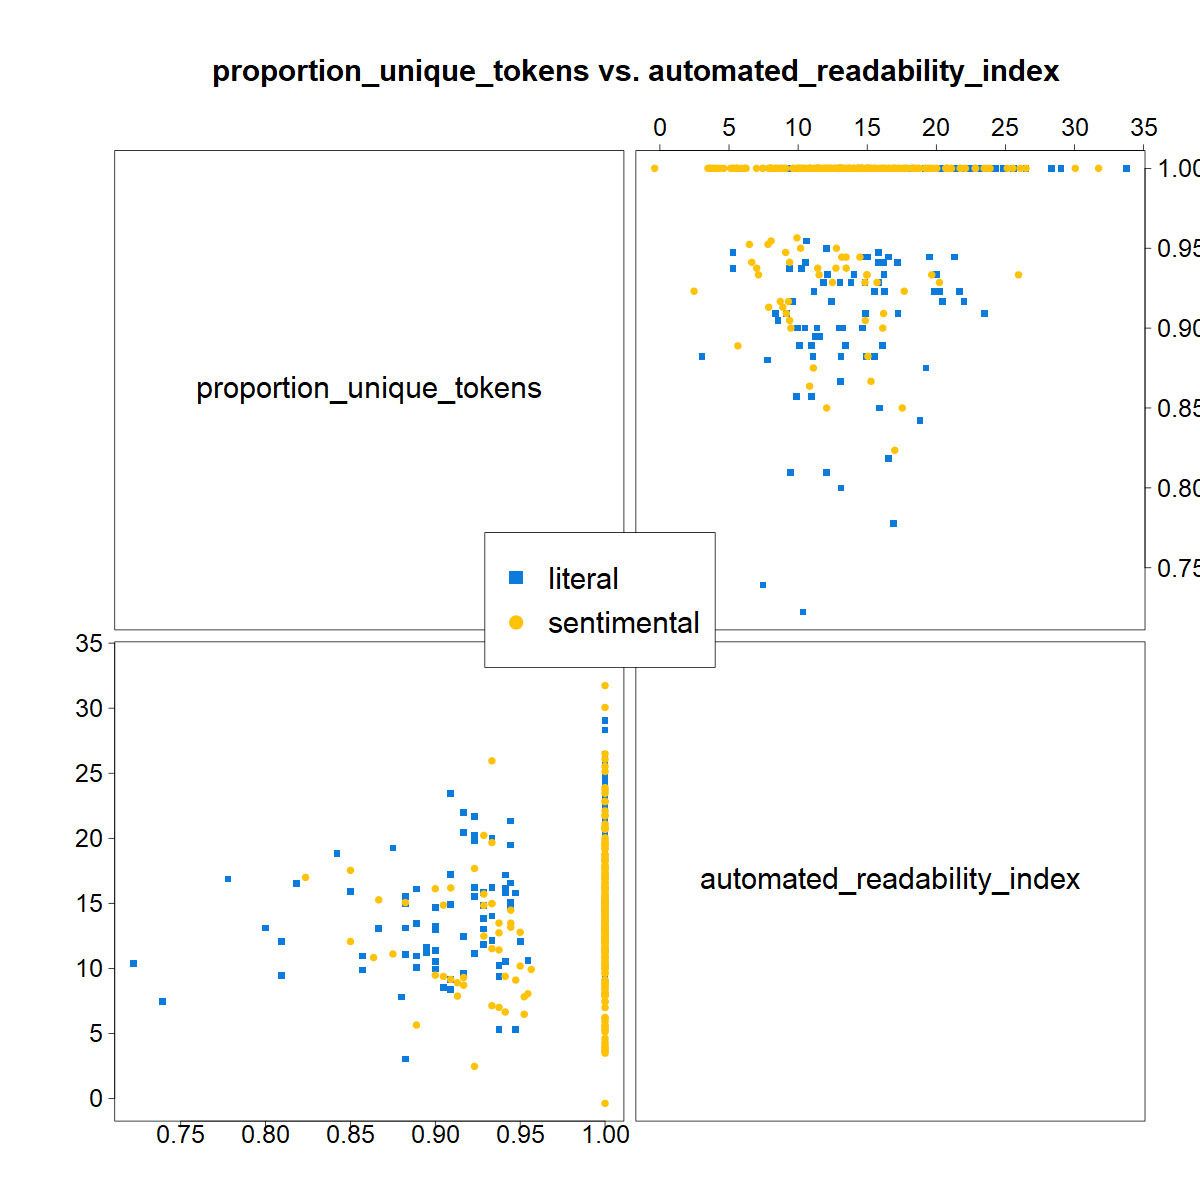 proportion_unique_tokens vs. automated_readability_index
0 5 10 15 20 25 30 35
1.00
0.95
0.90
proportion_unique_tokens
0.85
0.80
0.75
literal
sentimental
35
30
25
20
automated_readability_index
15
10
5
0
0.75 0.80 0.85 0.90 0.95 1.00